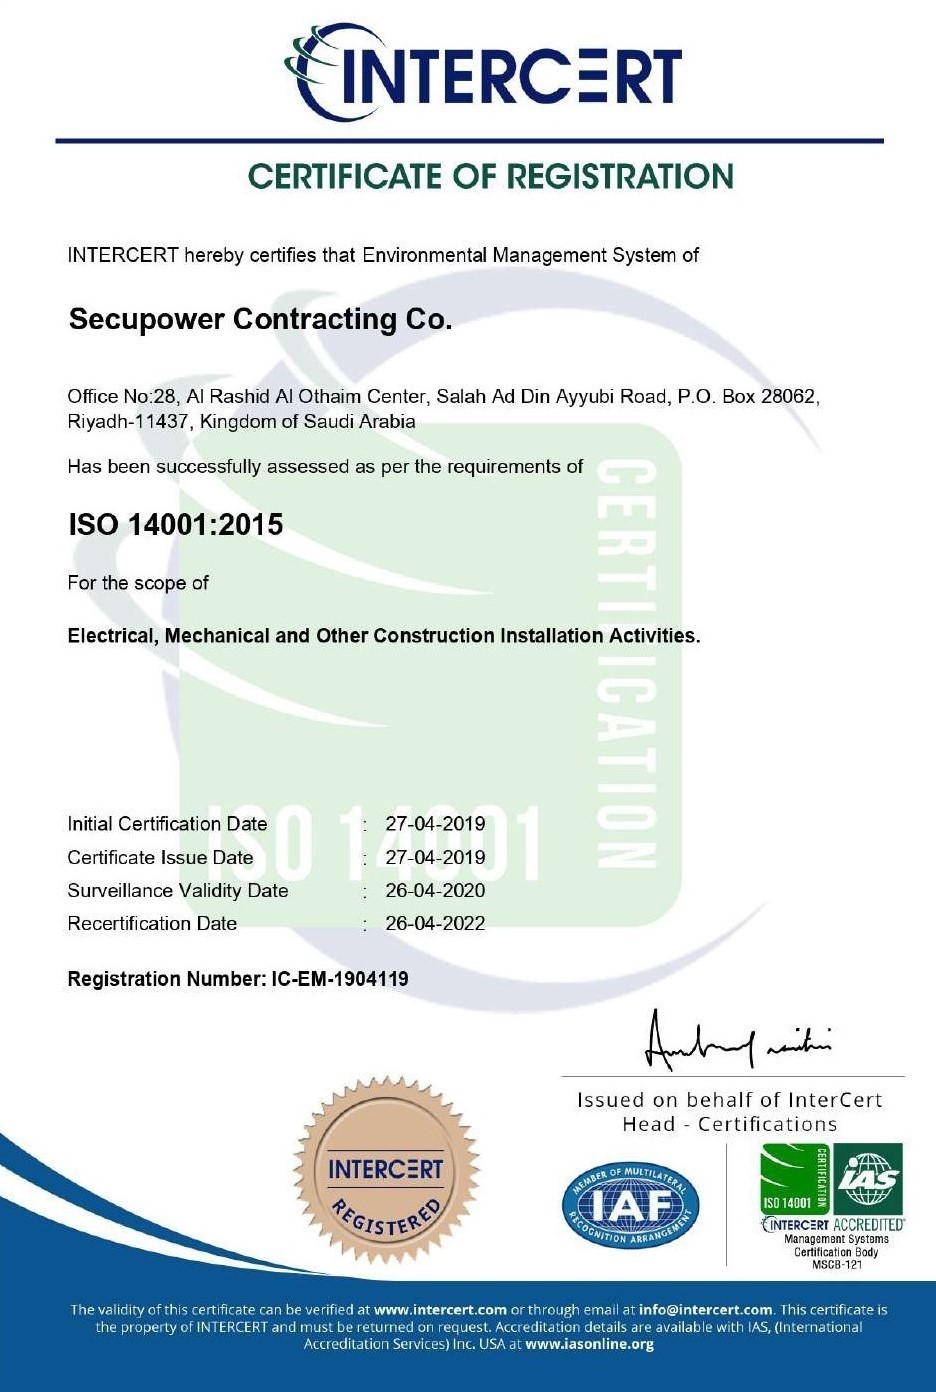 INTERCERT
CERTIFICATE OF REGISTRATION
INTERCERT hereby certifies that Environmental Management System of
Secupower Contracting Co.
Office No:28, Al Rashid Al Othaim Center, Salah Ad Din Ayyubi Road, P.O. Box 28062,
Riyadh-11437, Kingdom of Saudi Arabia
Has been successfully assessed as per the requirements of
ISO 14001:2015
For the scope of
Electrical, Mechanical and Other Construction Installation Activities.
CERTIFICATION
ISO 14001
Initial Certification Date : 27-04-2019
Certificate Issue Date : 27-04-2019
Surveillance Validity Date : 26-04-2020
Recertification Date : 26-04-2022
Registration Number: IC-EM-1904119
Issued on behalf of InterCert
Head - Certifications
INTERCERT
REGISTERED
MEMBER OF MULTILATERAL
IAF
RECOGNITION ARRANGEMENT
CERTIFICATION
ISO 14001
INTERCERT
IAS
ACCREDITED
Management Systems
Certification Body
MSCB-121
The validity of this certificate can be verified at www.intercert.com or through email at info@intercert.com. This certificate is
the property of INTERCERT and must be returned on request. Accreditation details are available with IAS, (International
Accreditation Services) Inc. USA at www.iasonline.org